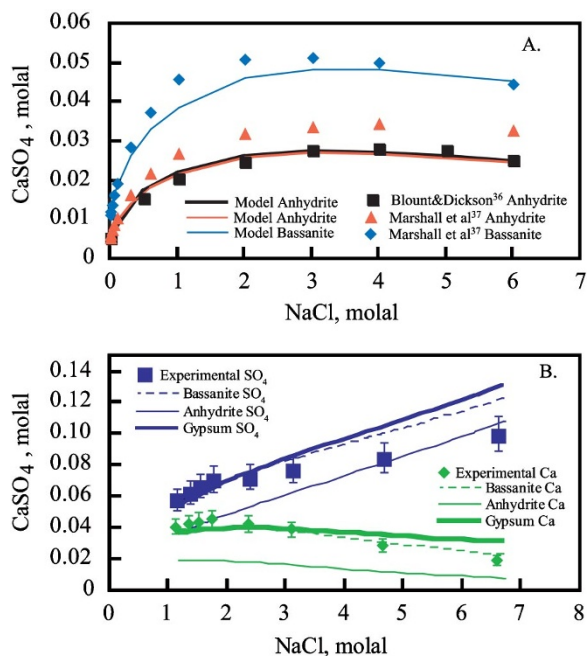 A.
0.06
0.05
0.04
0.03
0.02
0.01
0
CaSO4 , molal
Model Anhydrite
Model Anhydrite
Model Bassanite
Blount&Dickson36 Anhydrite
Marshall et al37 Anhydrite
Marshall et al37 Bassanite
0 1 2 3 4 5 6 7
NaCl, molal
B.
0.14
0.12
0.10
0.08
0.06
0.04
0.02
0
CaSO4 , molal
Experimental SO4
Bassanite SO4
Anhydrite SO4
Gypsum SO4
Experimental Ca
Bassanite Ca
Anhydrite Ca
Gypsum Ca
0 1 2 3 4 5 6 7 8
NaCl, molal